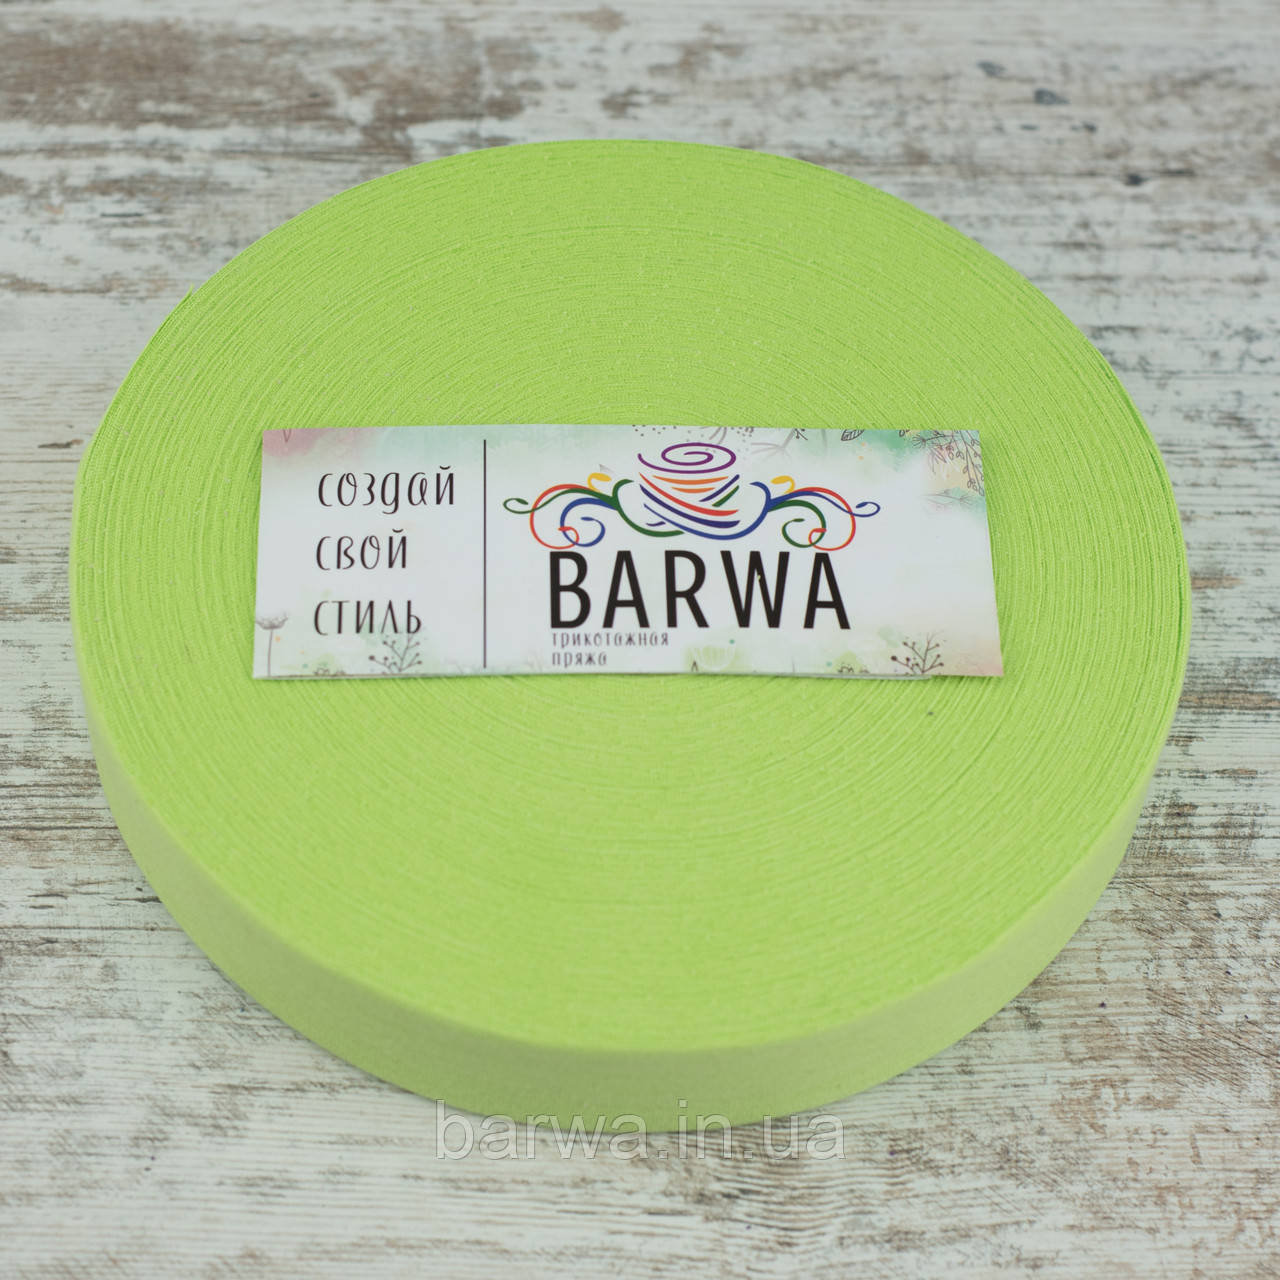 создай
свой
стиль
BARWA
трикотажная
пряжа
barwa.in.ua